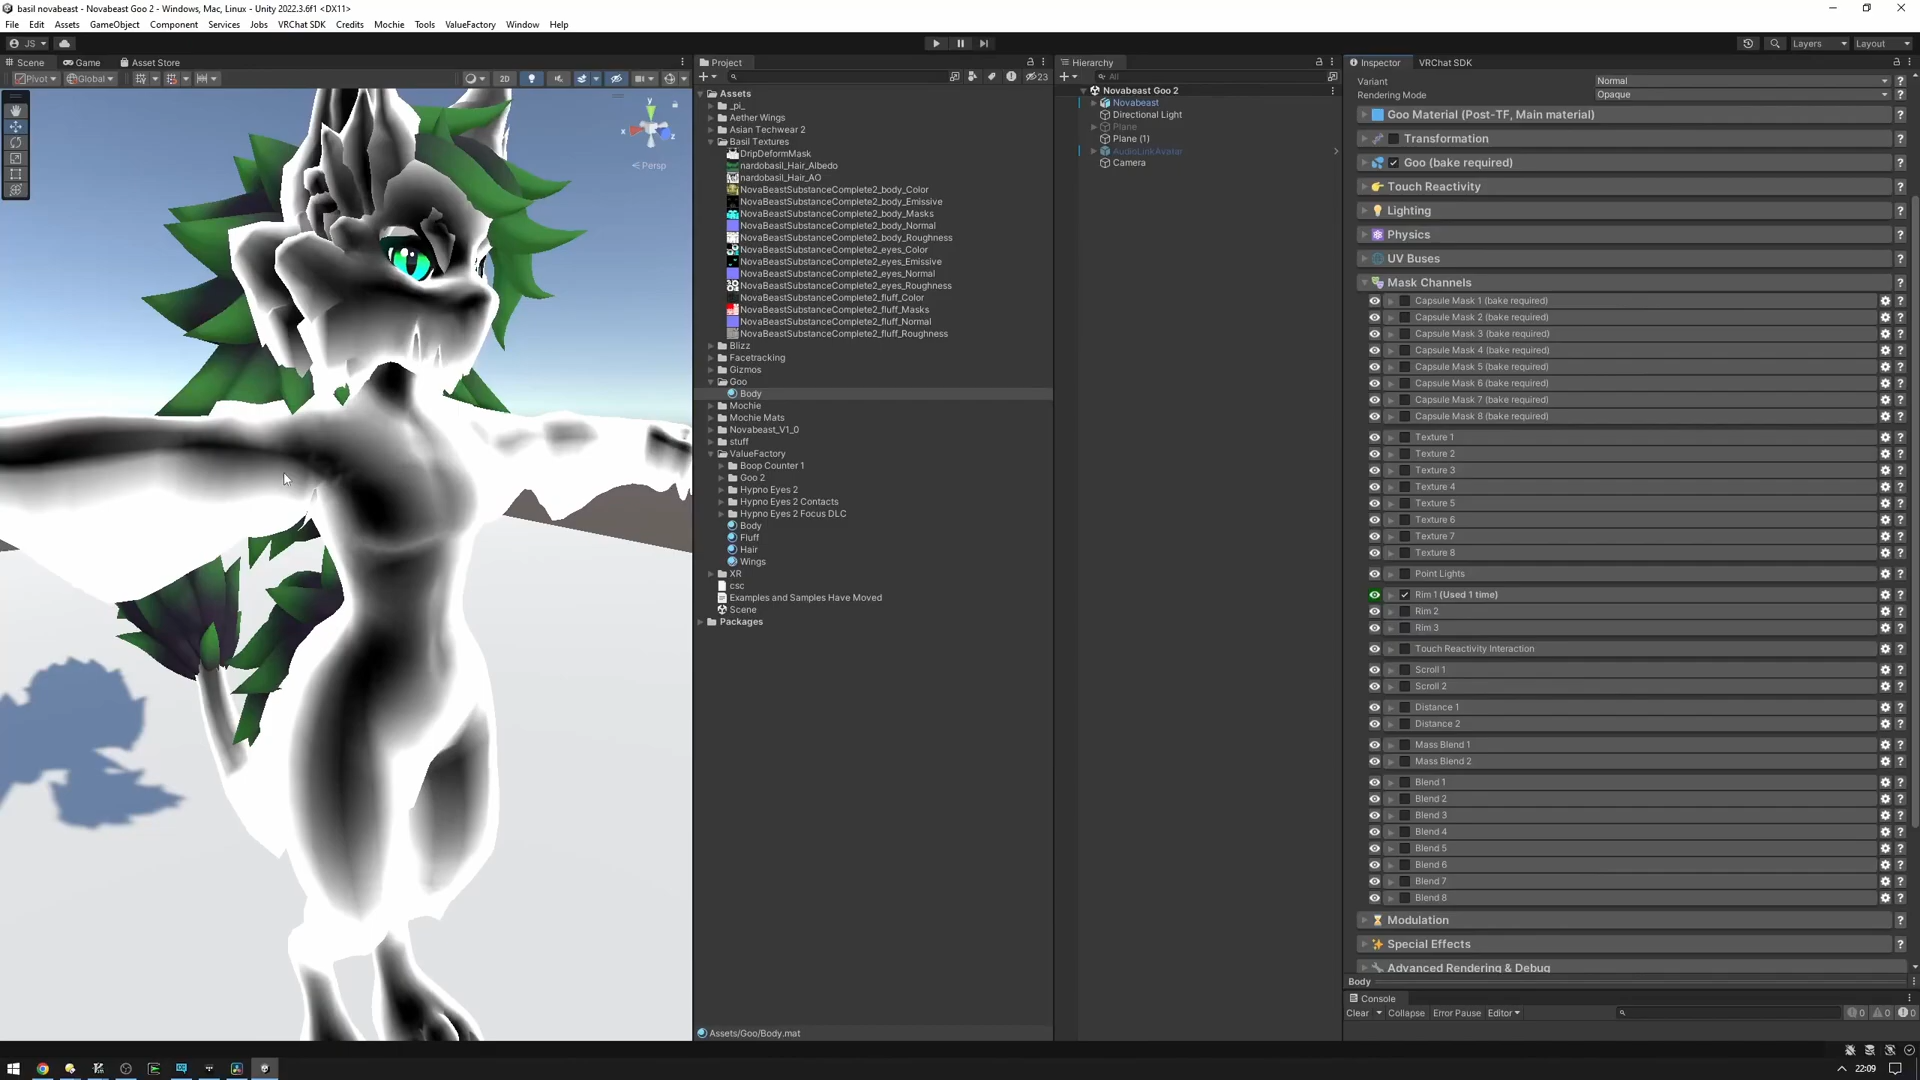 basil novabeast - Novabeast Goo 2 - Windows, Mac, Linux - Unity 2022.3.6f1 <DX11>
File Edit Assets GameObject Component Services Jobs VRChat SDK Credits Mochie Tools ValueFactory Window Help
JS
Layers
Layout
Scene
Game
Asset Store
Pivot
Global
2D
y
x
z
Persp
Project
23
Assets
_pi_
Aether Wings
Asian Techwear 2
Basil Textures
DripDeformMask
nardobasil_Hair_Albedo
nardobasil_Hair_AO
NovaBeastSubstanceComplete2_body_Color
NovaBeastSubstanceComplete2_body_Emissive
NovaBeastSubstanceComplete2_body_Masks
NovaBeastSubstanceComplete2_body_Normal
NovaBeastSubstanceComplete2_body_Roughness
NovaBeastSubstanceComplete2_eyes_Color
NovaBeastSubstanceComplete2_eyes_Emissive
NovaBeastSubstanceComplete2_eyes_Normal
NovaBeastSubstanceComplete2_eyes_Roughness
NovaBeastSubstanceComplete2_fluff_Color
NovaBeastSubstanceComplete2_fluff_Masks
NovaBeastSubstanceComplete2_fluff_Normal
NovaBeastSubstanceComplete2_fluff_Roughness
Blizz
Facetracking
Gizmos
Goo
Body
Mochie
Mochie Mats
Novabeast_V1_0
stuff
ValueFactory
Boop Counter 1
Goo 2
Hypno Eyes 2
Hypno Eyes 2 Contacts
Hypno Eyes 2 Focus DLC
Body
Fluff
Hair
Wings
XR
csc
Examples and Samples Have Moved
Scene
Packages
Assets/Goo/Body.mat
Hierarchy
All
Novabeast Goo 2
Novabeast
Directional Light
Plane
Plane (1)
AudioLinkAvatar
Camera
Inspector
VRChat SDK
Variant Normal
Rendering Mode Opaque
Goo Material (Post-TF, Main material)
Transformation
Goo (bake required)
Touch Reactivity
Lighting
Physics
UV Buses
Mask Channels
Capsule Mask 1 (bake required)
Capsule Mask 2 (bake required)
Capsule Mask 3 (bake required)
Capsule Mask 4 (bake required)
Capsule Mask 5 (bake required)
Capsule Mask 6 (bake required)
Capsule Mask 7 (bake required)
Capsule Mask 8 (bake required)
Texture 1
Texture 2
Texture 3
Texture 4
Texture 5
Texture 6
Texture 7
Texture 8
Point Lights
Rim 1 (Used 1 time)
Rim 2
Rim 3
Touch Reactivity Interaction
Scroll 1
Scroll 2
Distance 1
Distance 2
Mass Blend 1
Mass Blend 2
Blend 1
Blend 2
Blend 3
Blend 4
Blend 5
Blend 6
Blend 7
Blend 8
Modulation
Special Effects
Advanced Rendering & Debug
Body
Console
Clear Collapse Error Pause Editor 0 0 0
22:09